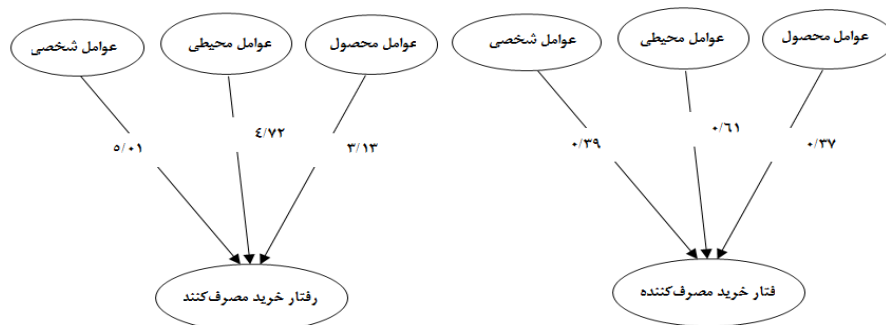 عوامل محصول
عوامل محیطی
عوامل شخصی
۰/۳۷
۰/۶۱
۰/۳۹
فتار خرید مصرف‌کننده
عوامل محصول
عوامل محیطی
عوامل شخصی
۳/۱۳
٤/۷۲
۵/۰۱
رفتار خرید مصرف‌کنند